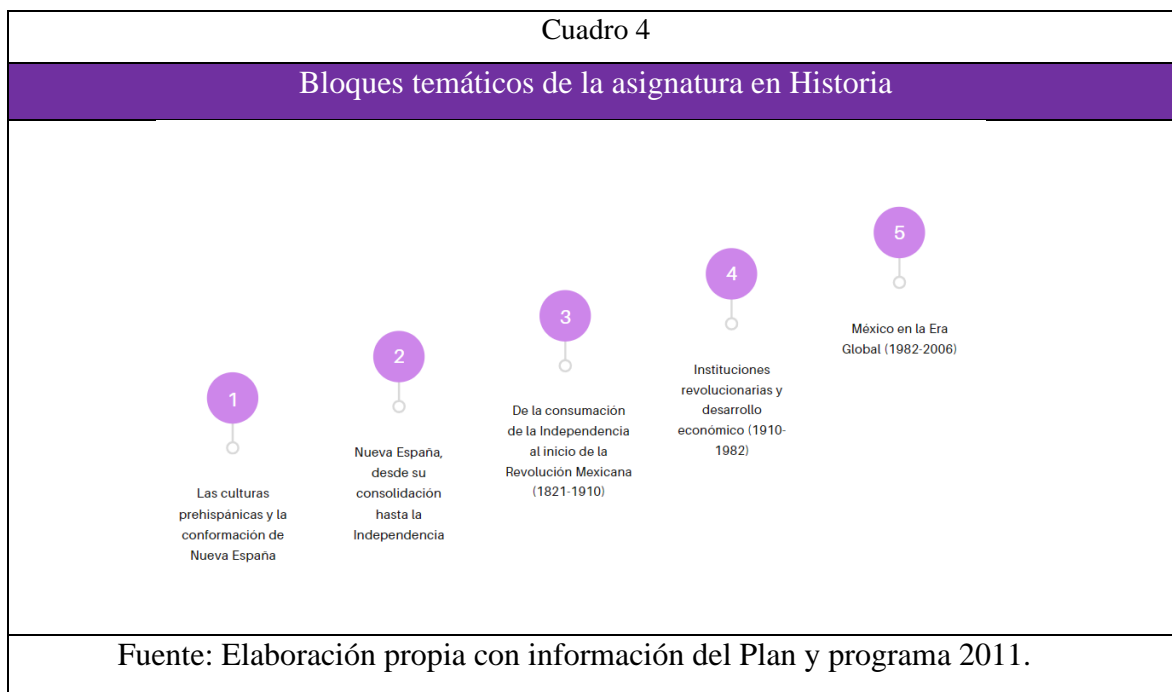 Cuadro 4
Bloques temáticos de la asignatura en Historia
1
Las culturas
prehispánicas y la
conformación de
Nueva España
2
Nueva España,
desde su
consolidación
hasta la
Independencia
3
De la consumación
de la Independencia
al inicio de la
Revolución Mexicana
(1821-1910)
4
Instituciones
revolucionarias y
desarrollo
económico (1910-
1982)
5
México en la Era
Global (1982-2006)
Fuente: Elaboración propia con información del Plan y programa 2011.